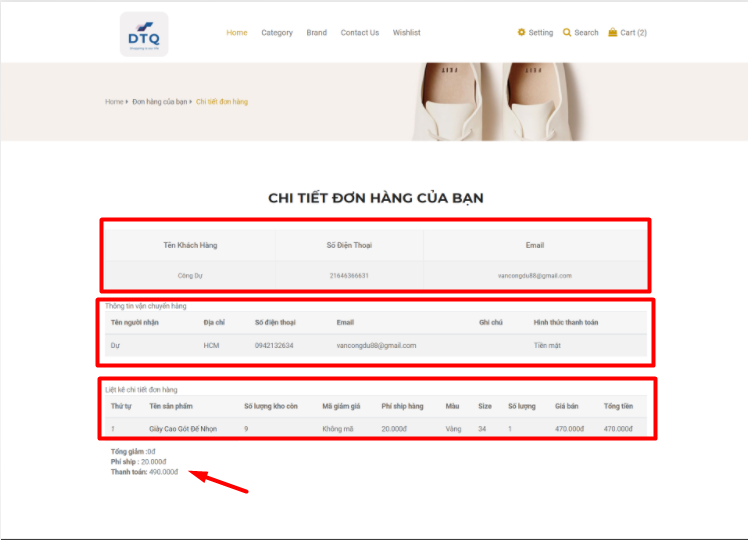 DTQ
Home Category Brand Contact Us Wishlist Setting Search Cart (2)
Home Đơn hàng của bạn Chi tiết đơn hàng
CHI TIẾT ĐƠN HÀNG CỦA BẠN
Tên Khách Hàng Số Điện Thoại Email
Công Dự 21646366631 vancongdu88@gmail.com
Thông tin vận chuyển hàng
Tên người nhận Địa chỉ Số điện thoại Email Ghi chú Hình thức thanh toán
Dự HCM 0942132634 vancongdu88@gmail.com Tiền mặt
Liệt kê chi tiết đơn hàng
Thứ tự Tên sản phẩm Số lượng kho còn Mã giảm giá Phí ship hàng Màu Size Số lượng Giá bán Tổng tiền
1 Giày Cao Gót Đế Nhọn 9 Không mã 20.000đ Vàng 34 1 470.000đ 470.000đ
Tổng giảm :0đ
Phí ship : 20.000đ
Thanh toán: 490.000đ